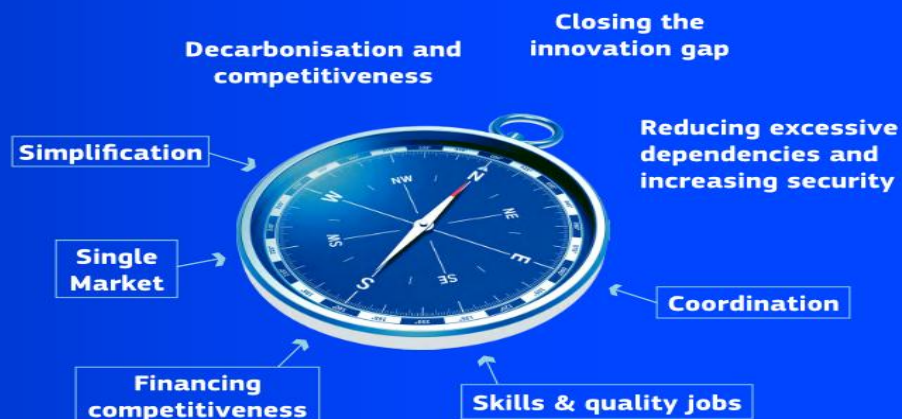 Closing the
innovation gap
Decarbonisation and
competitiveness
Reducing excessive
dependencies and
increasing security
Simplification
Single
Market
Coordination
Financing
competitiveness
Skills & quality jobs
N
NE
E
SE
S
SW
W
NW